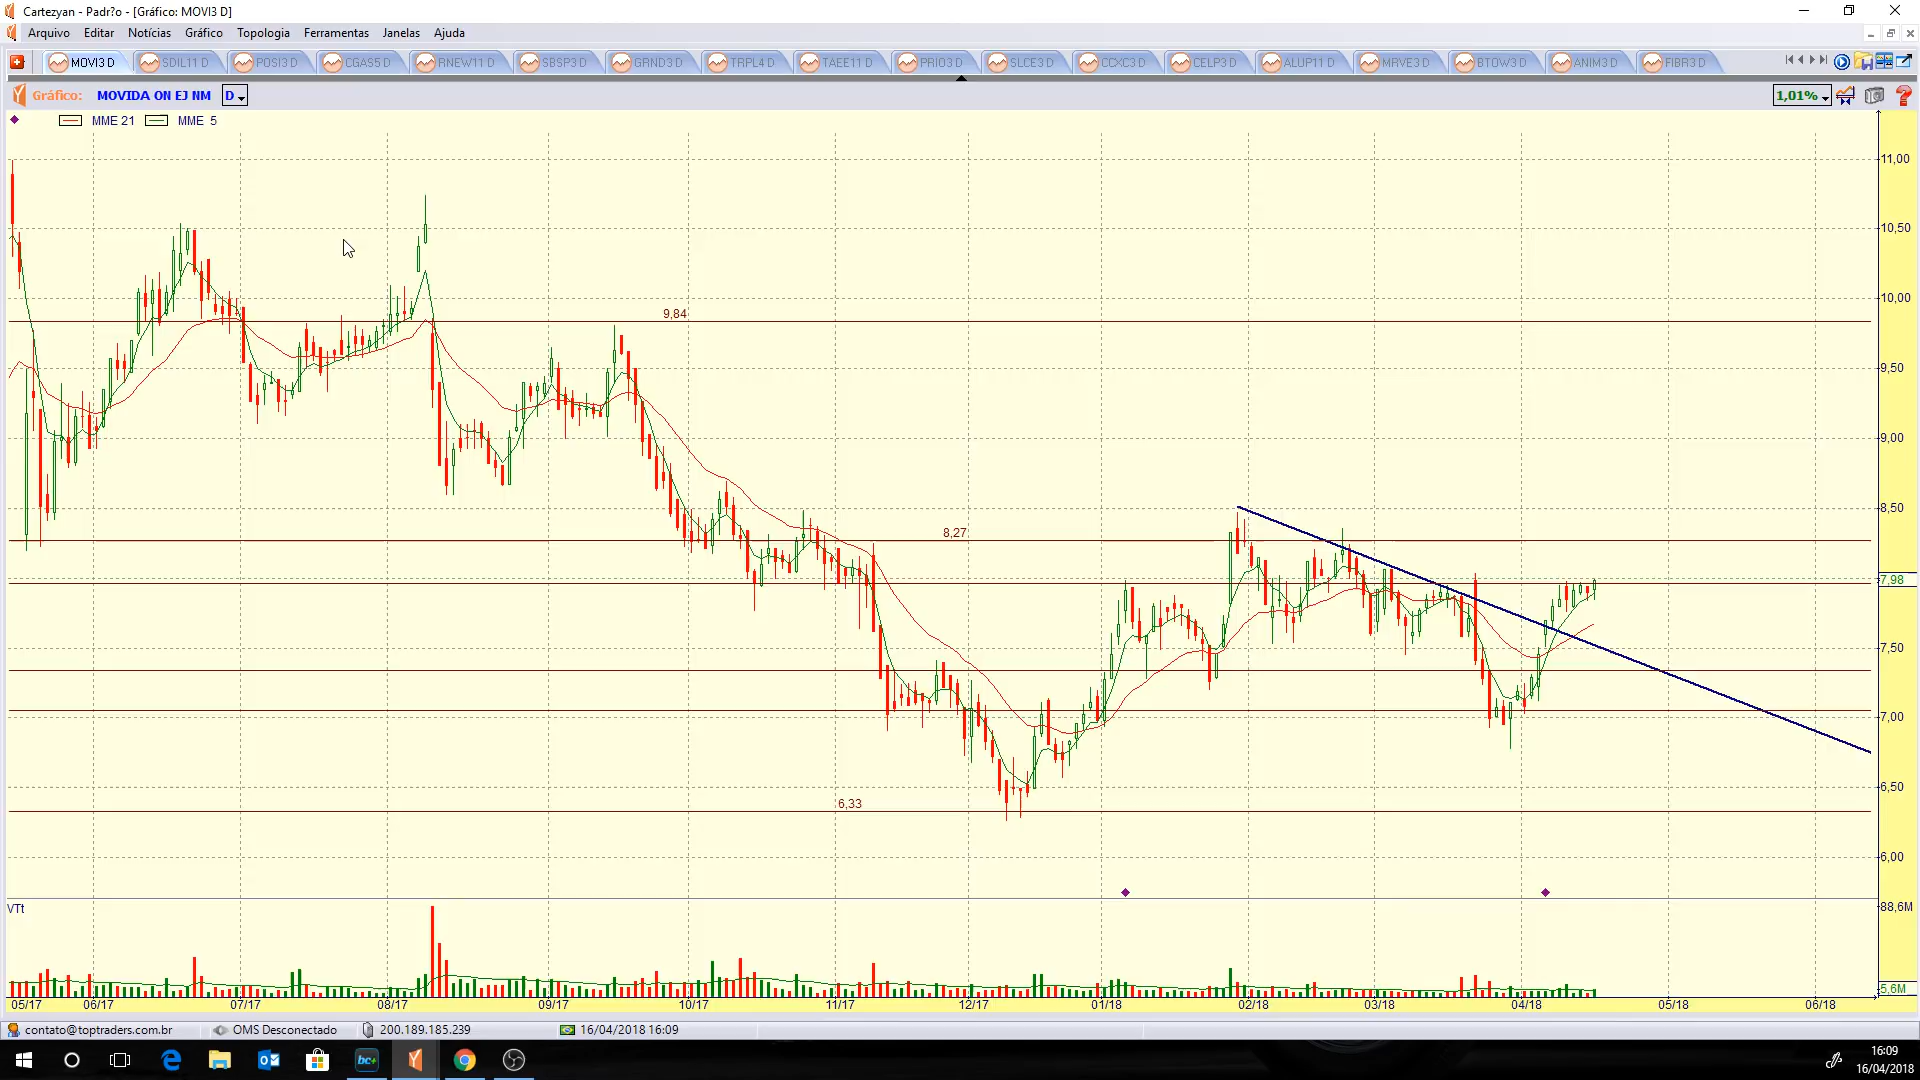 Cartezyan - Padr?o - [Gráfico: MOVI3 D]
Arquivo Editar Notícias Gráfico Topologia Ferramentas Janelas Ajuda
MOVI3 D SDIL11 D POSI3 D CGAS5 D RNEW11 D SBSP3 D GRND3 D TRPL4 D TAEE11 D PRIO3 D SLCE3 D CCXC3 D CELP3 D ALUP11 D MRVE3 D BTOW3 D ANIM3 D FIBR3 D
Gráfico: MOVIDA ON EJ NM D 1,01%
MME 21 MME 5
11,00
10,50
10,00
9,84
9,50
9,00
8,50
8,27
7,98
7,50
7,00
6,50
6,33
6,00
VTt
88,6M
5,6M
05/17 06/17 07/17 08/17 09/17 10/17 11/17 12/17 01/18 02/18 03/18 04/18 05/18 06/18
contato@toptraders.com.br OMS Desconectado 200.189.185.239 16/04/2018 16:09
bc+
16:09
16/04/2018